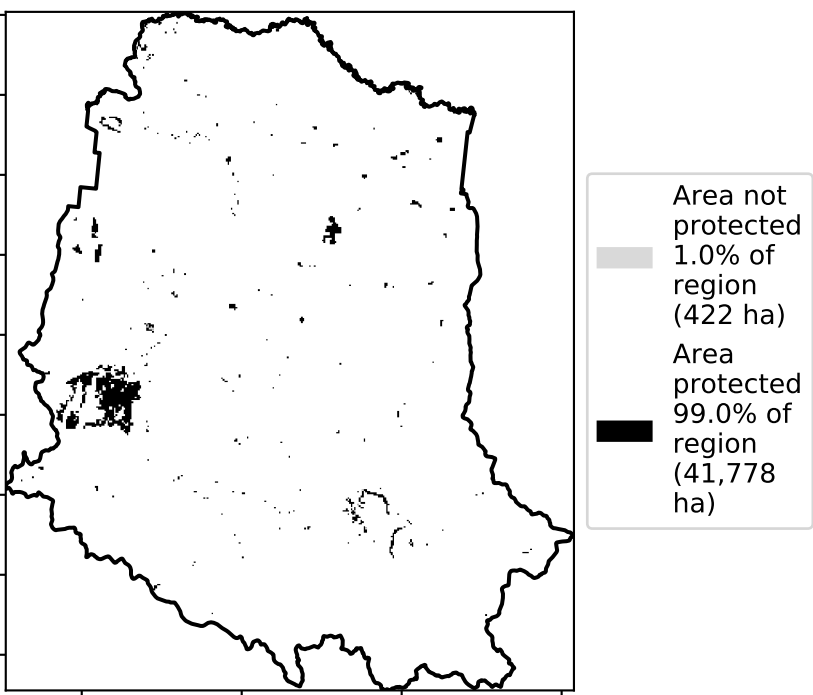 Area not
protected
1.0% of
region
(422 ha)
Area
protected
99.0% of
region
(41,778
ha)